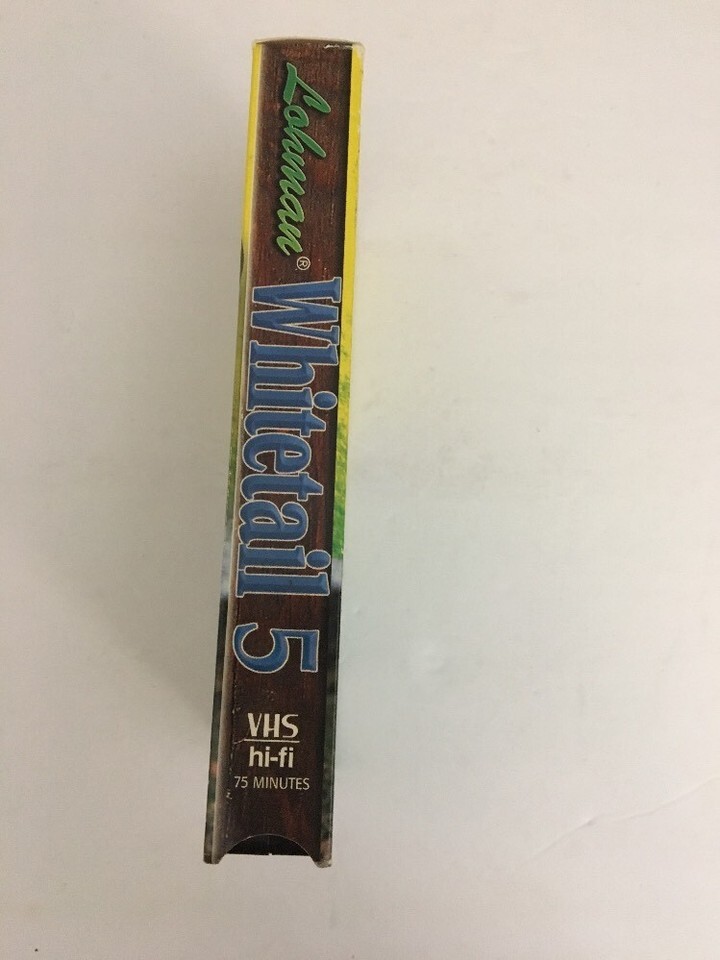 Lohman®
Whitetail 5
VHS
hi-fi
75 MINUTES